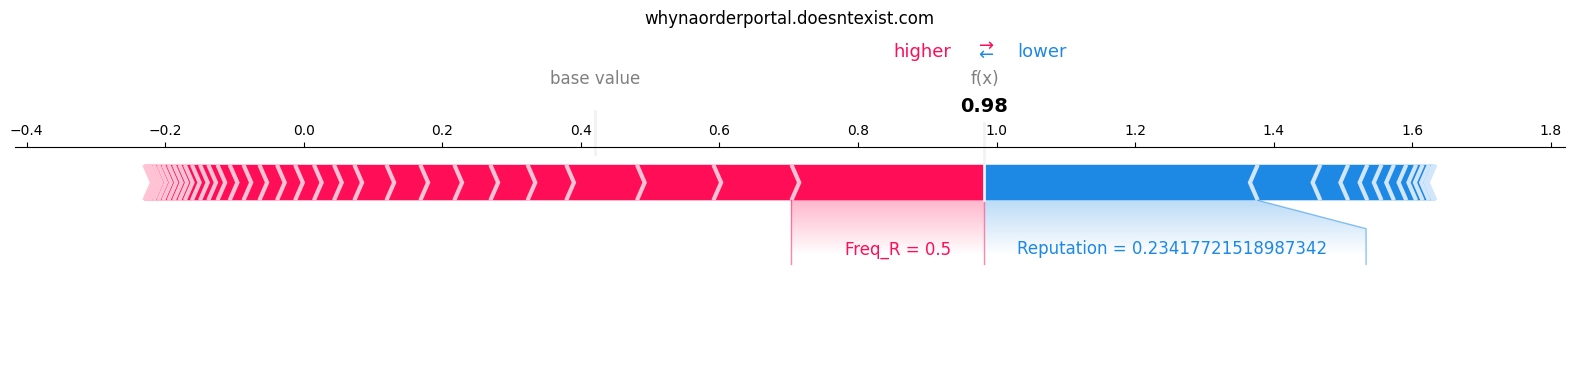 whynaorderportal.doesntexist.com
higher ⇄ lower
base value f(x)
0.98
−0.4 −0.2 0.0 0.2 0.4 0.6 0.8 1.0 1.2 1.4 1.6 1.8
Freq_R = 0.5 Reputation = 0.23417721518987342